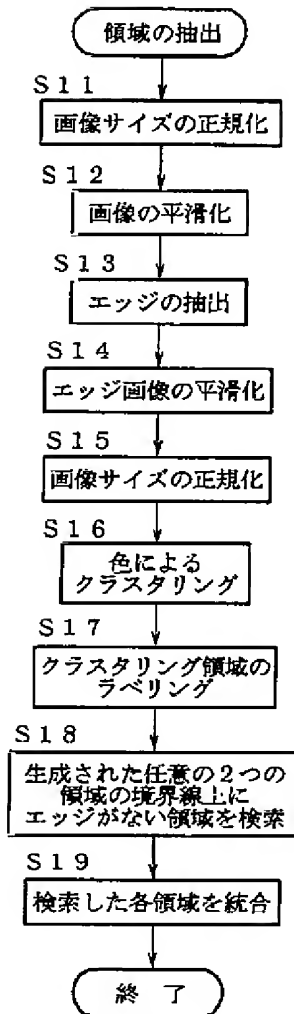 領域の抽出
S11
画像サイズの正規化
S12
画像の平滑化
S13
エッジの抽出
S14
エッジ画像の平滑化
S15
画像サイズの正規化
S16
色による
クラスタリング
S17
クラスタリング領域の
ラベリング
S18
生成された任意の2つの
領域の境界線上に
エッジがない領域を検索
S19
検索した各領域を統合
終 了